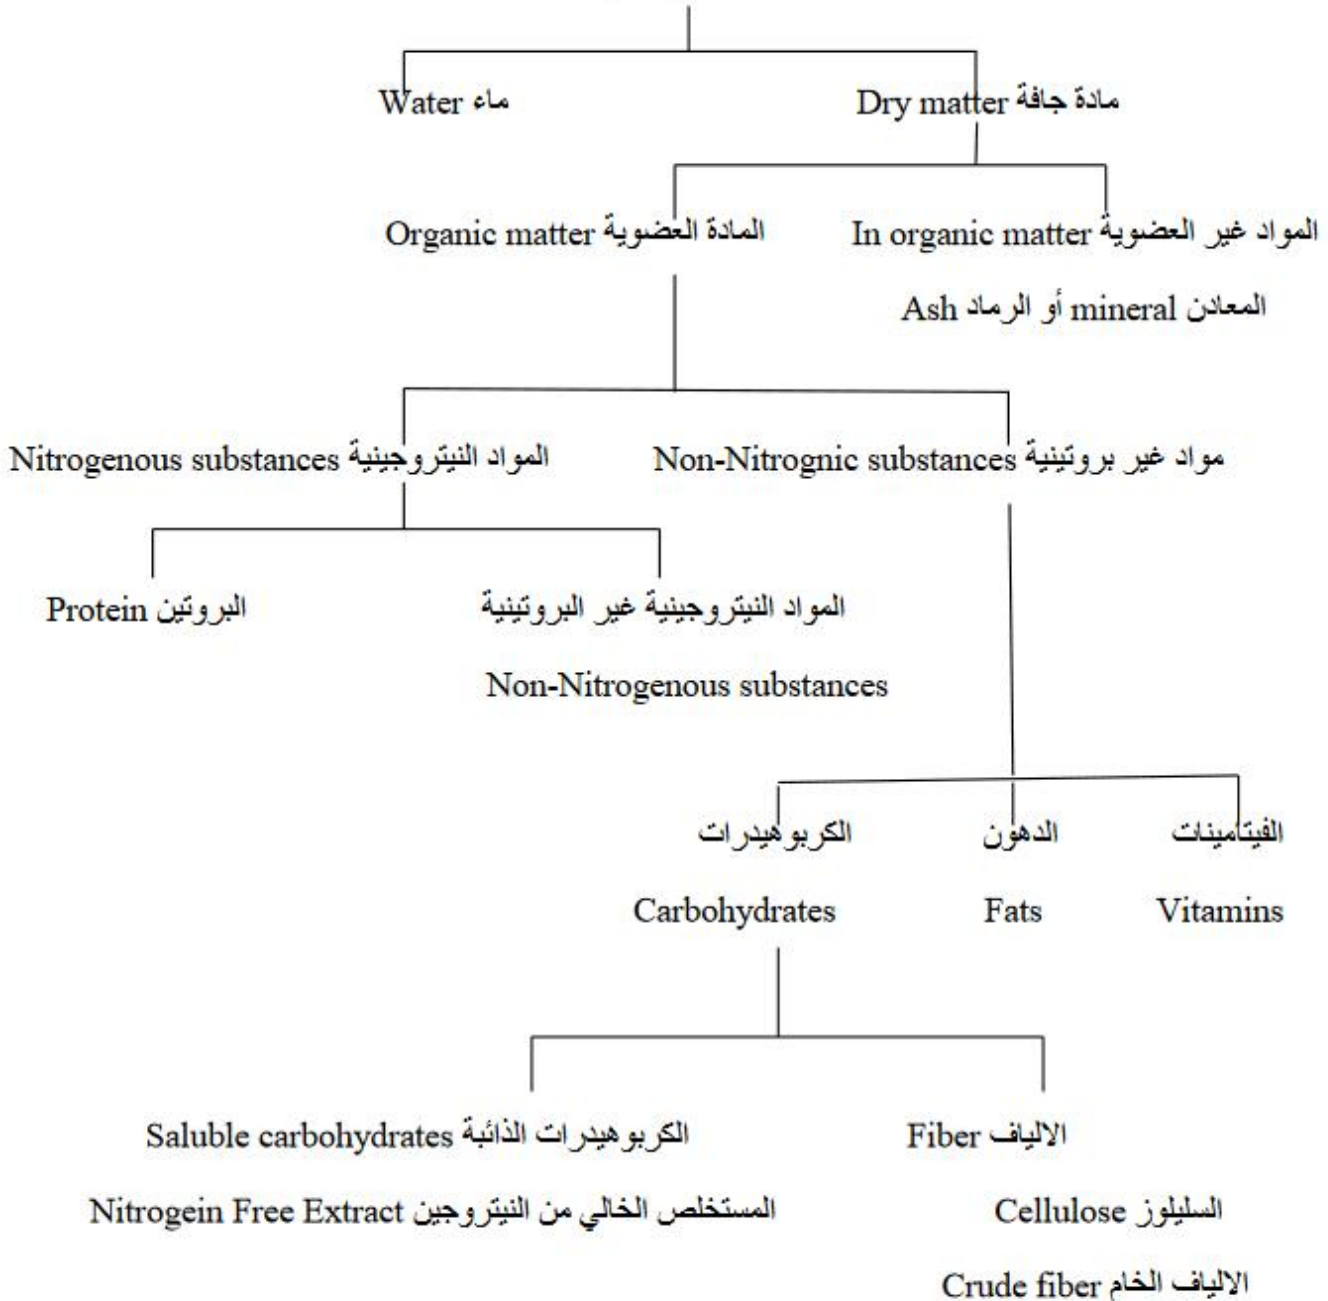 ماء Water
مادة جافة Dry matter
المادة العضوية Organic matter
المواد غير العضوية In organic matter
المعادن mineral أو الرماد Ash
المواد النيتروجينية Nitrogenous substances
مواد غير بروتينية Non-Nitrognic substances
البروتين Protein
المواد النيتروجينية غير البروتينية
Non-Nitrogenous substances
الكربوهيدرات
الدهون
الفيتامينات
Carbohydrates
Fats
Vitamins
الكربوهيدرات الذائبة Saluble carbohydrates
الالياف Fiber
المستخلص الخالي من النيتروجين Nitrogein Free Extract
السليلوز Cellulose
الالياف الخام Crude fiber